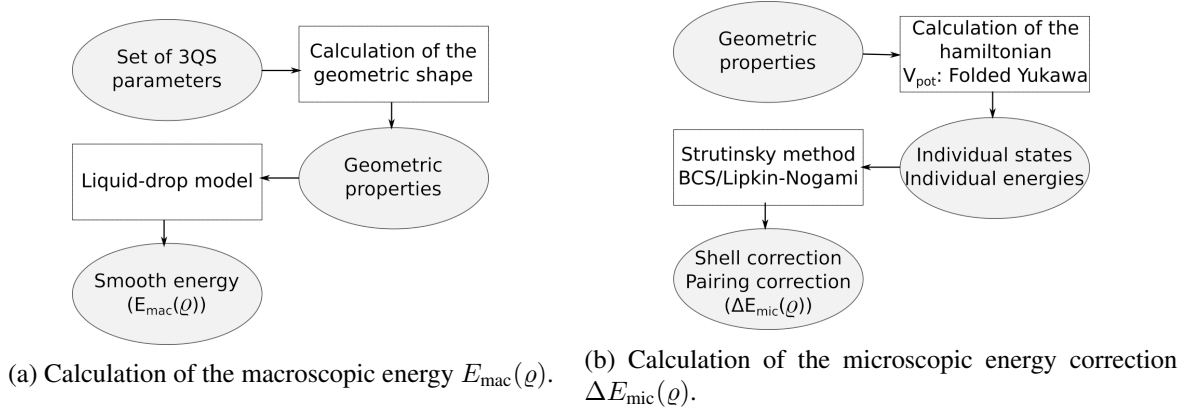 Set of 3QS
parameters
Calculation of the
geometric shape
Geometric
properties
Liquid-drop model
Smooth energy
(E_mac(ϱ))
(a) Calculation of the macroscopic energy E_mac(ϱ).
Geometric
properties
Calculation of the
hamiltonian
V_pot: Folded Yukawa
Individual states
Individual energies
Strutinsky method
BCS/Lipkin-Nogami
Shell correction
Pairing correction
(ΔE_mic(ϱ))
(b) Calculation of the microscopic energy correction
ΔE_mic(ϱ).